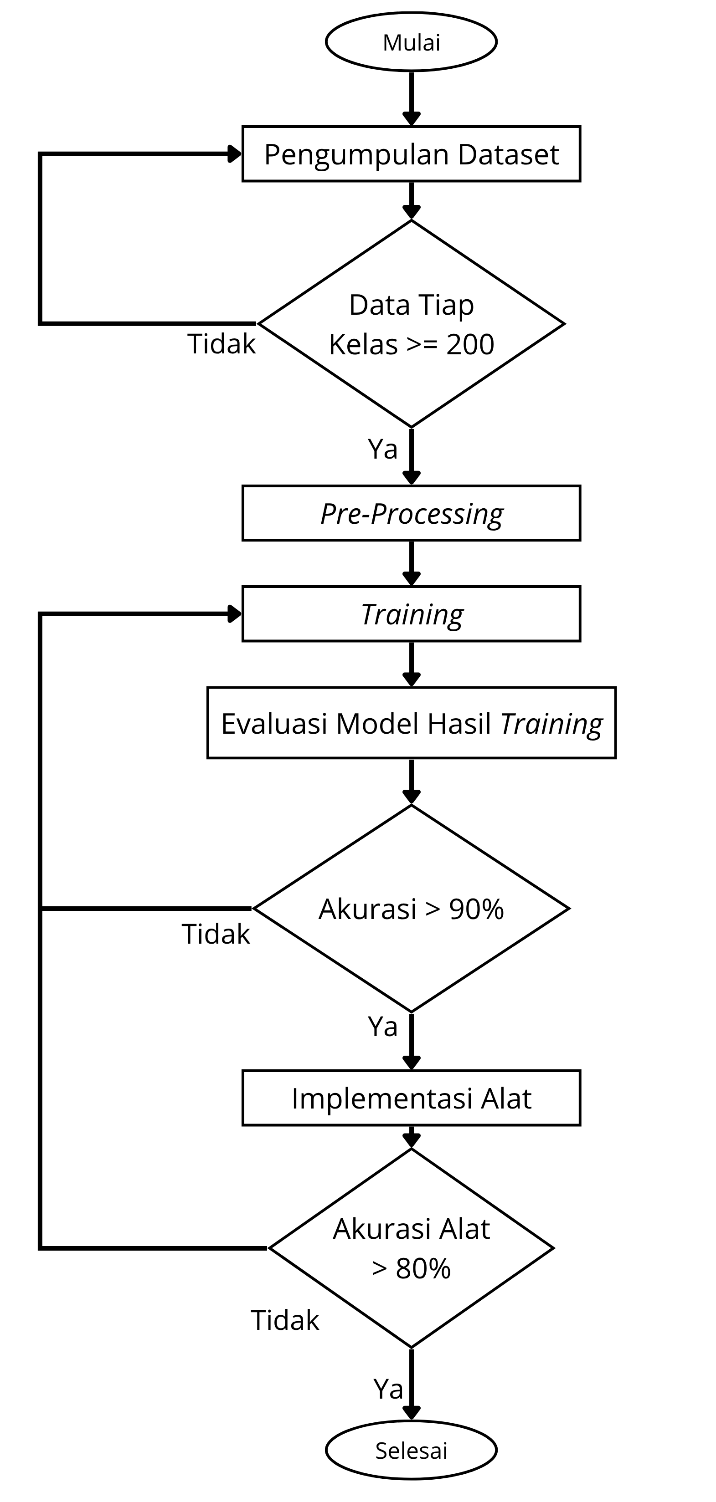 Mulai
Pengumpulan Dataset
Data Tiap
Kelas >= 200
Tidak
Ya
Pre-Processing
Training
Evaluasi Model Hasil Training
Akurasi > 90%
Tidak
Ya
Implementasi Alat
Akurasi Alat
> 80%
Tidak
Ya
Selesai